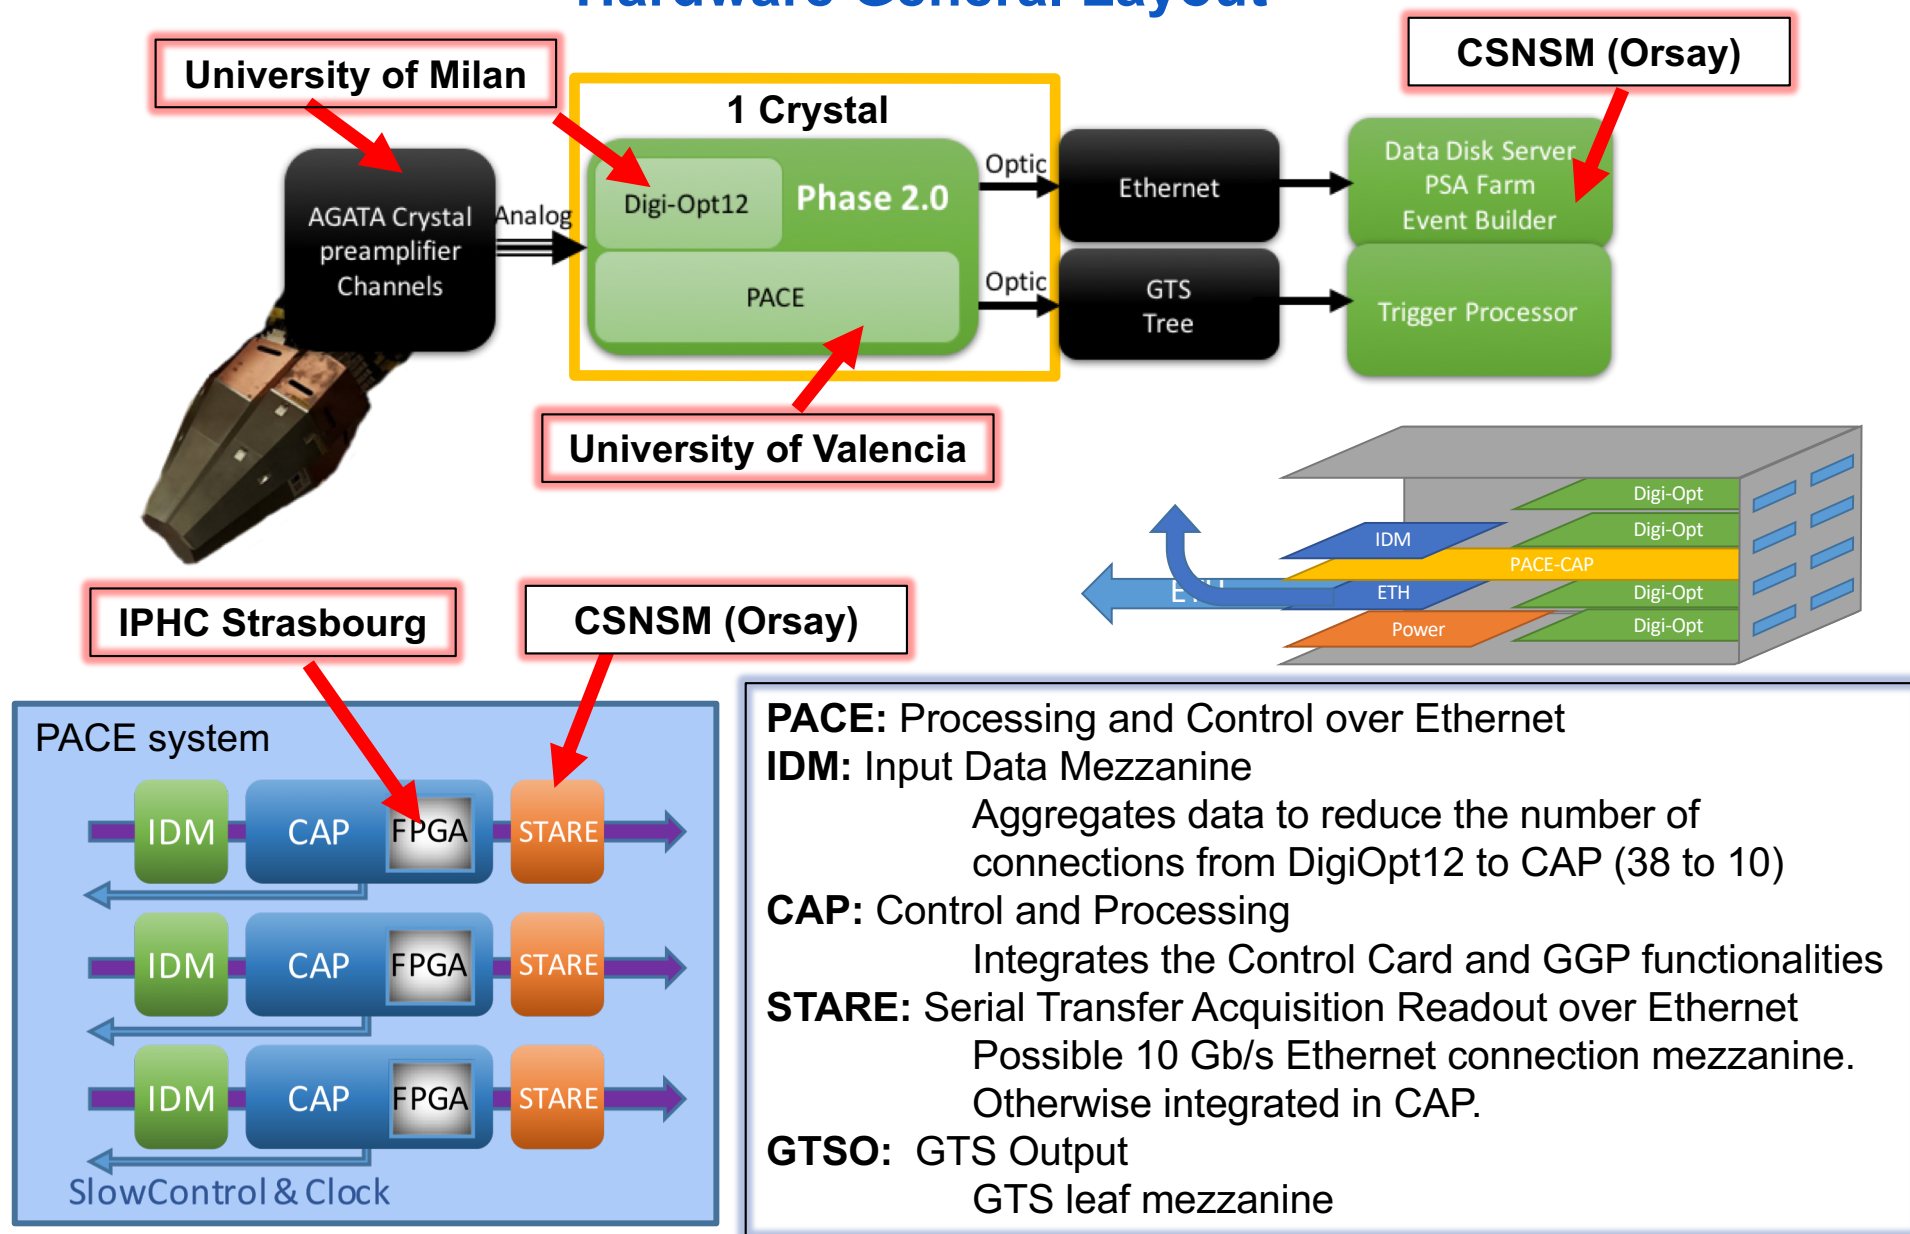 Hardware General Layout
University of Milan
CSNSM (Orsay)
1 Crystal
AGATA Crystal
preamplifier
Channels
Analog
Digi-Opt12
Phase 2.0
PACE
Optic
Optic
Ethernet
GTS
Tree
Data Disk Server
PSA Farm
Event Builder
Trigger Processor
University of Valencia
Digi-Opt
Digi-Opt
IDM
PACE-CAP
ETH
ETH
Digi-Opt
Power
Digi-Opt
IPHC Strasbourg
CSNSM (Orsay)
PACE system
IDM CAP FPGA STARE
IDM CAP FPGA STARE
IDM CAP FPGA STARE
SlowControl & Clock
PACE: Processing and Control over Ethernet
IDM: Input Data Mezzanine
Aggregates data to reduce the number of
connections from DigiOpt12 to CAP (38 to 10)
CAP: Control and Processing
Integrates the Control Card and GGP functionalities
STARE: Serial Transfer Acquisition Readout over Ethernet
Possible 10 Gb/s Ethernet connection mezzanine.
Otherwise integrated in CAP.
GTSO: GTS Output
GTS leaf mezzanine